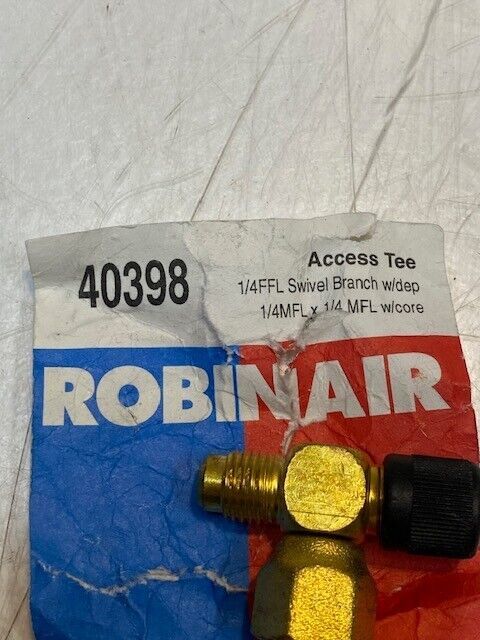 40398
Access Tee
1/4FFL Swivel Branch w/dep
1/4MFL x 1/4 MFL w/core
ROBINAIR